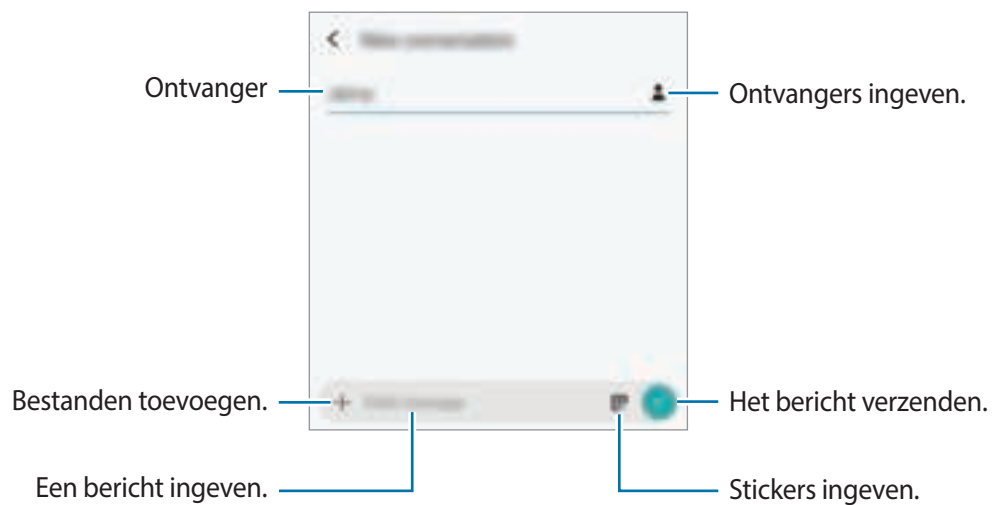 Ontvanger
Ontvangers ingeven.
Bestanden toevoegen.
Het bericht verzenden.
Een bericht ingeven.
Stickers ingeven.